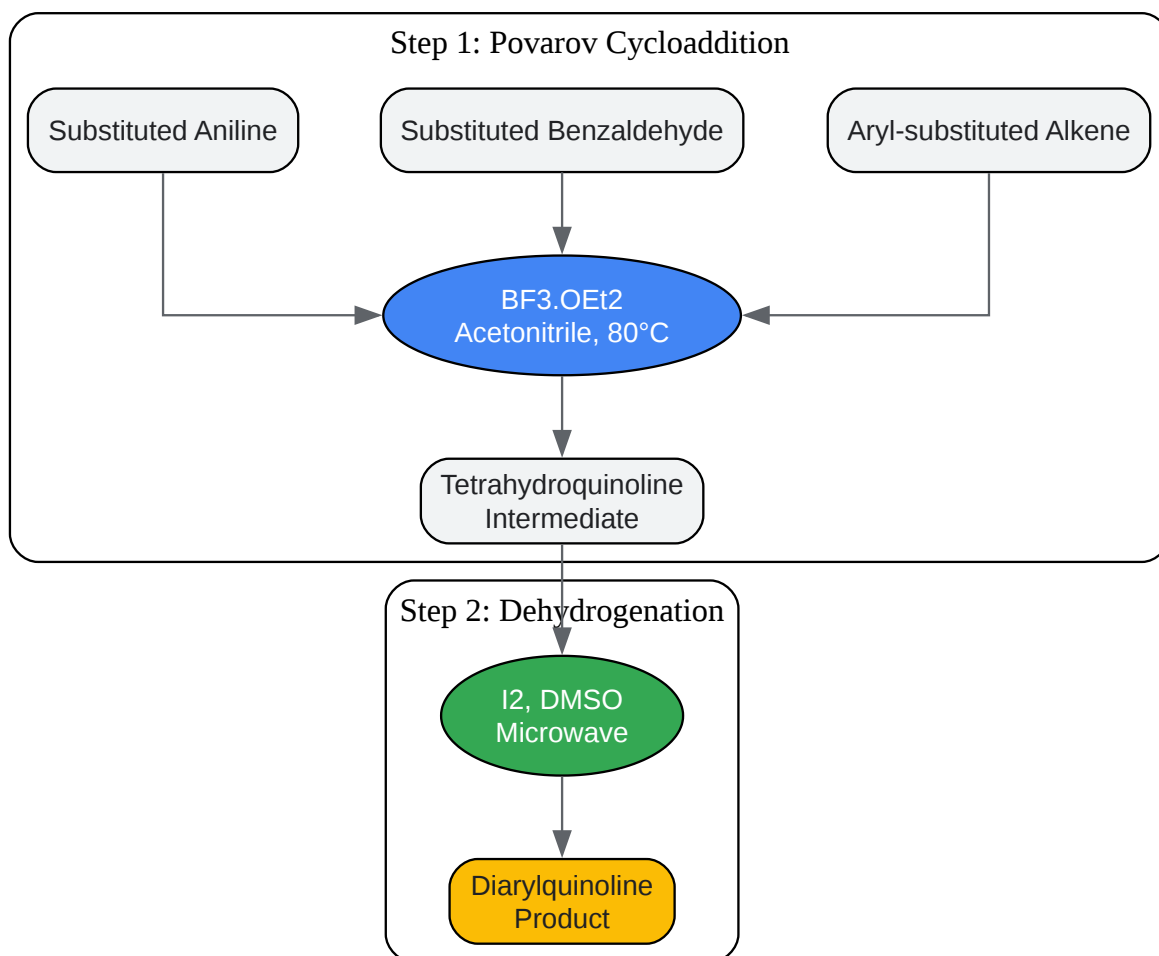 Step 1: Povarov Cycloaddition
Substituted Aniline
Substituted Benzaldehyde
Aryl-substituted Alkene
BF3.OEt2
Acetonitrile, 80°C
Tetrahydroquinoline
Intermediate
Step 2: Dehydrogenation
I2, DMSO
Microwave
Diarylquinoline
Product